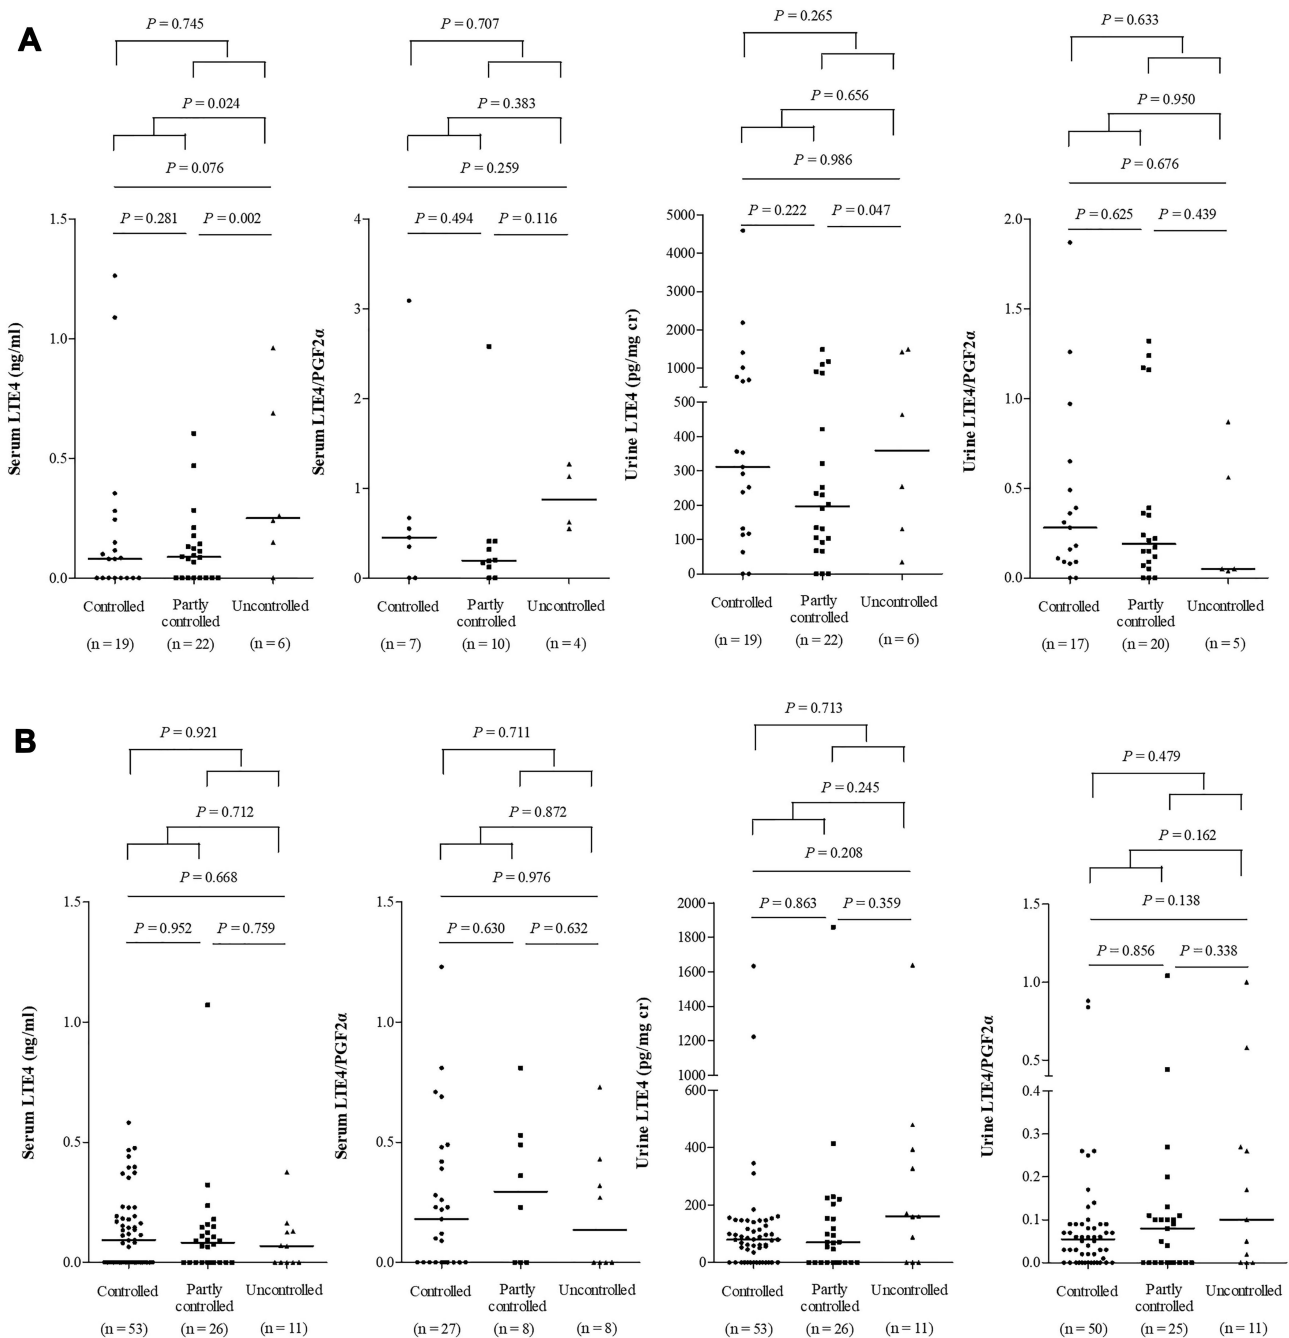 A
P = 0.745
P = 0.024
P = 0.076
P = 0.281 P = 0.002
1.5
1.0
0.5
0.0
Serum LTE4 (ng/ml)
Controlled Partly controlled Uncontrolled
(n = 19) (n = 22) (n = 6)
P = 0.707
P = 0.383
P = 0.259
P = 0.494 P = 0.116
4
3
2
1
0
Serum LTE4/PGF2α
Controlled Partly controlled Uncontrolled
(n = 7) (n = 10) (n = 4)
P = 0.265
P = 0.656
P = 0.986
P = 0.222 P = 0.047
5000
4000
3000
2000
1000
500
400
300
200
100
0
Urine LTE4 (pg/mg cr)
Controlled Partly controlled Uncontrolled
(n = 19) (n = 22) (n = 6)
P = 0.633
P = 0.950
P = 0.676
P = 0.625 P = 0.439
2.0
1.5
1.0
0.5
0.0
Urine LTE4/PGF2α
Controlled Partly controlled Uncontrolled
(n = 17) (n = 20) (n = 5)
B
P = 0.921
P = 0.712
P = 0.668
P = 0.952 P = 0.759
1.5
1.0
0.5
0.0
Serum LTE4 (ng/ml)
Controlled Partly controlled Uncontrolled
(n = 53) (n = 26) (n = 11)
P = 0.711
P = 0.872
P = 0.976
P = 0.630 P = 0.632
1.5
1.0
0.5
0.0
Serum LTE4/PGF2α
Controlled Partly controlled Uncontrolled
(n = 27) (n = 8) (n = 8)
P = 0.713
P = 0.245
P = 0.208
P = 0.863 P = 0.359
2000
1800
1600
1400
1200
1000
600
400
200
0
Urine LTE4 (pg/mg cr)
Controlled Partly controlled Uncontrolled
(n = 53) (n = 26) (n = 11)
P = 0.479
P = 0.162
P = 0.138
P = 0.856 P = 0.338
1.5
1.0
0.5
0.4
0.3
0.2
0.1
0.0
Urine LTE4/PGF2α
Controlled Partly controlled Uncontrolled
(n = 50) (n = 25) (n = 11)